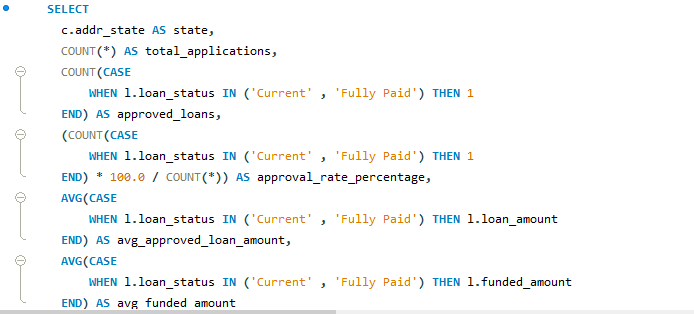 SELECT
c.addr_state AS state,
COUNT(*) AS total_applications,
COUNT(CASE
WHEN l.loan_status IN ('Current' , 'Fully Paid') THEN 1
END) AS approved_loans,
(COUNT(CASE
WHEN l.loan_status IN ('Current' , 'Fully Paid') THEN 1
END) * 100.0 / COUNT(*)) AS approval_rate_percentage,
AVG(CASE
WHEN l.loan_status IN ('Current' , 'Fully Paid') THEN l.loan_amount
END) AS avg_approved_loan_amount,
AVG(CASE
WHEN l.loan_status IN ('Current' , 'Fully Paid') THEN l.funded_amount
END) AS avg_funded_amount